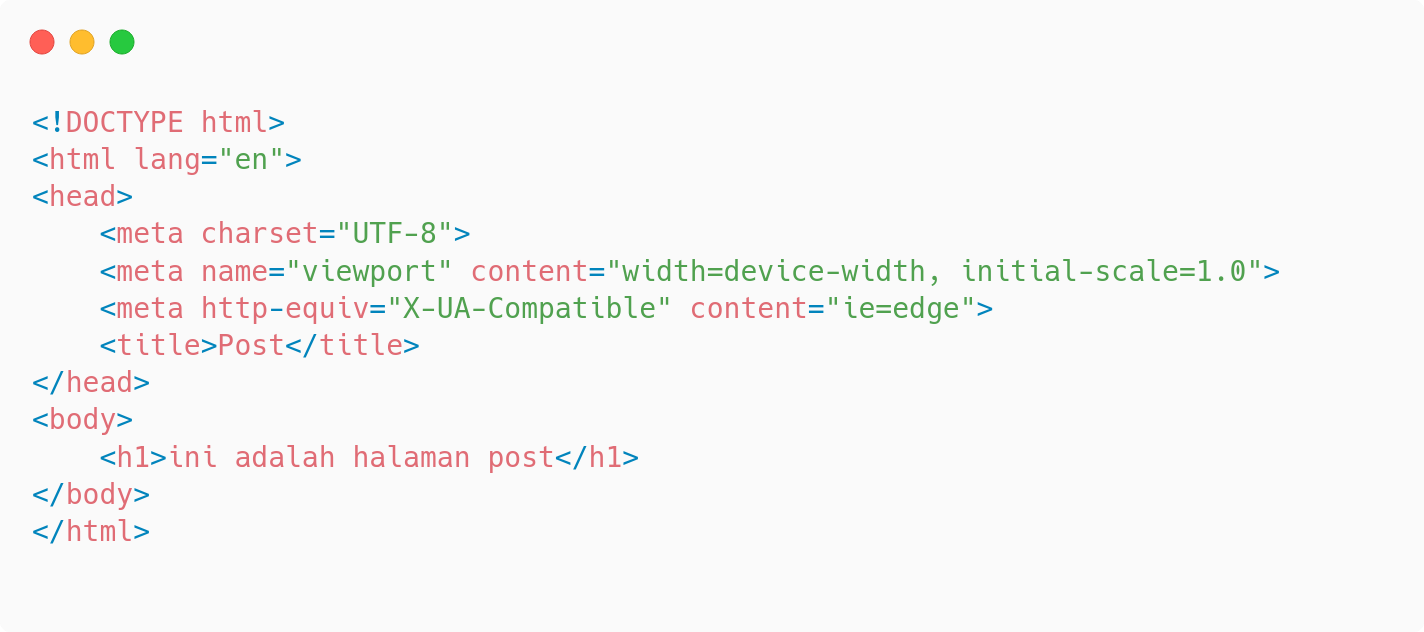 <!DOCTYPE html>
<html lang="en">
<head>
    <meta charset="UTF-8">
    <meta name="viewport" content="width=device-width, initial-scale=1.0">
    <meta http-equiv="X-UA-Compatible" content="ie=edge">
    <title>Post</title>
</head>
<body>
    <h1>ini adalah halaman post</h1>
</body>
</html>